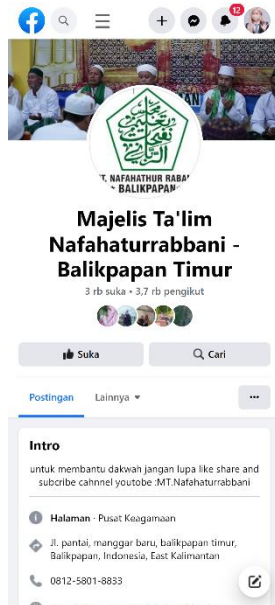 12
MT. NAFAHATHUR RABAN
BALIKPAPAN
Majelis Ta'lim
Nafahaturrabbani -
Balikpapan Timur
3 rb suka • 3,7 rb pengikut
Suka
Cari
Postingan
Lainnya
Intro
untuk membantu dakwah jangan lupa like share and
subcribe cahnnel youtobe :MT.Nafahaturrabbani
Halaman · Pusat Keagamaan
Jl. pantai, manggar baru, balikpapan timur,
Balikpapan, Indonesia, East Kalimantan
0812-5801-8833